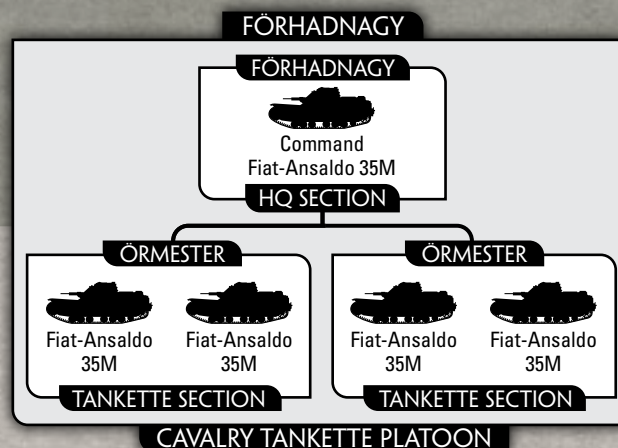 FÖRHADNAGY
FÖRHADNAGY
Command
Fiat-Ansaldo 35M
HQ SECTION
ÖRMESTER
Fiat-Ansaldo
35M
Fiat-Ansaldo
35M
TANKETTE SECTION
ÖRMESTER
Fiat-Ansaldo
35M
Fiat-Ansaldo
35M
TANKETTE SECTION
CAVALRY TANKETTE PLATOON